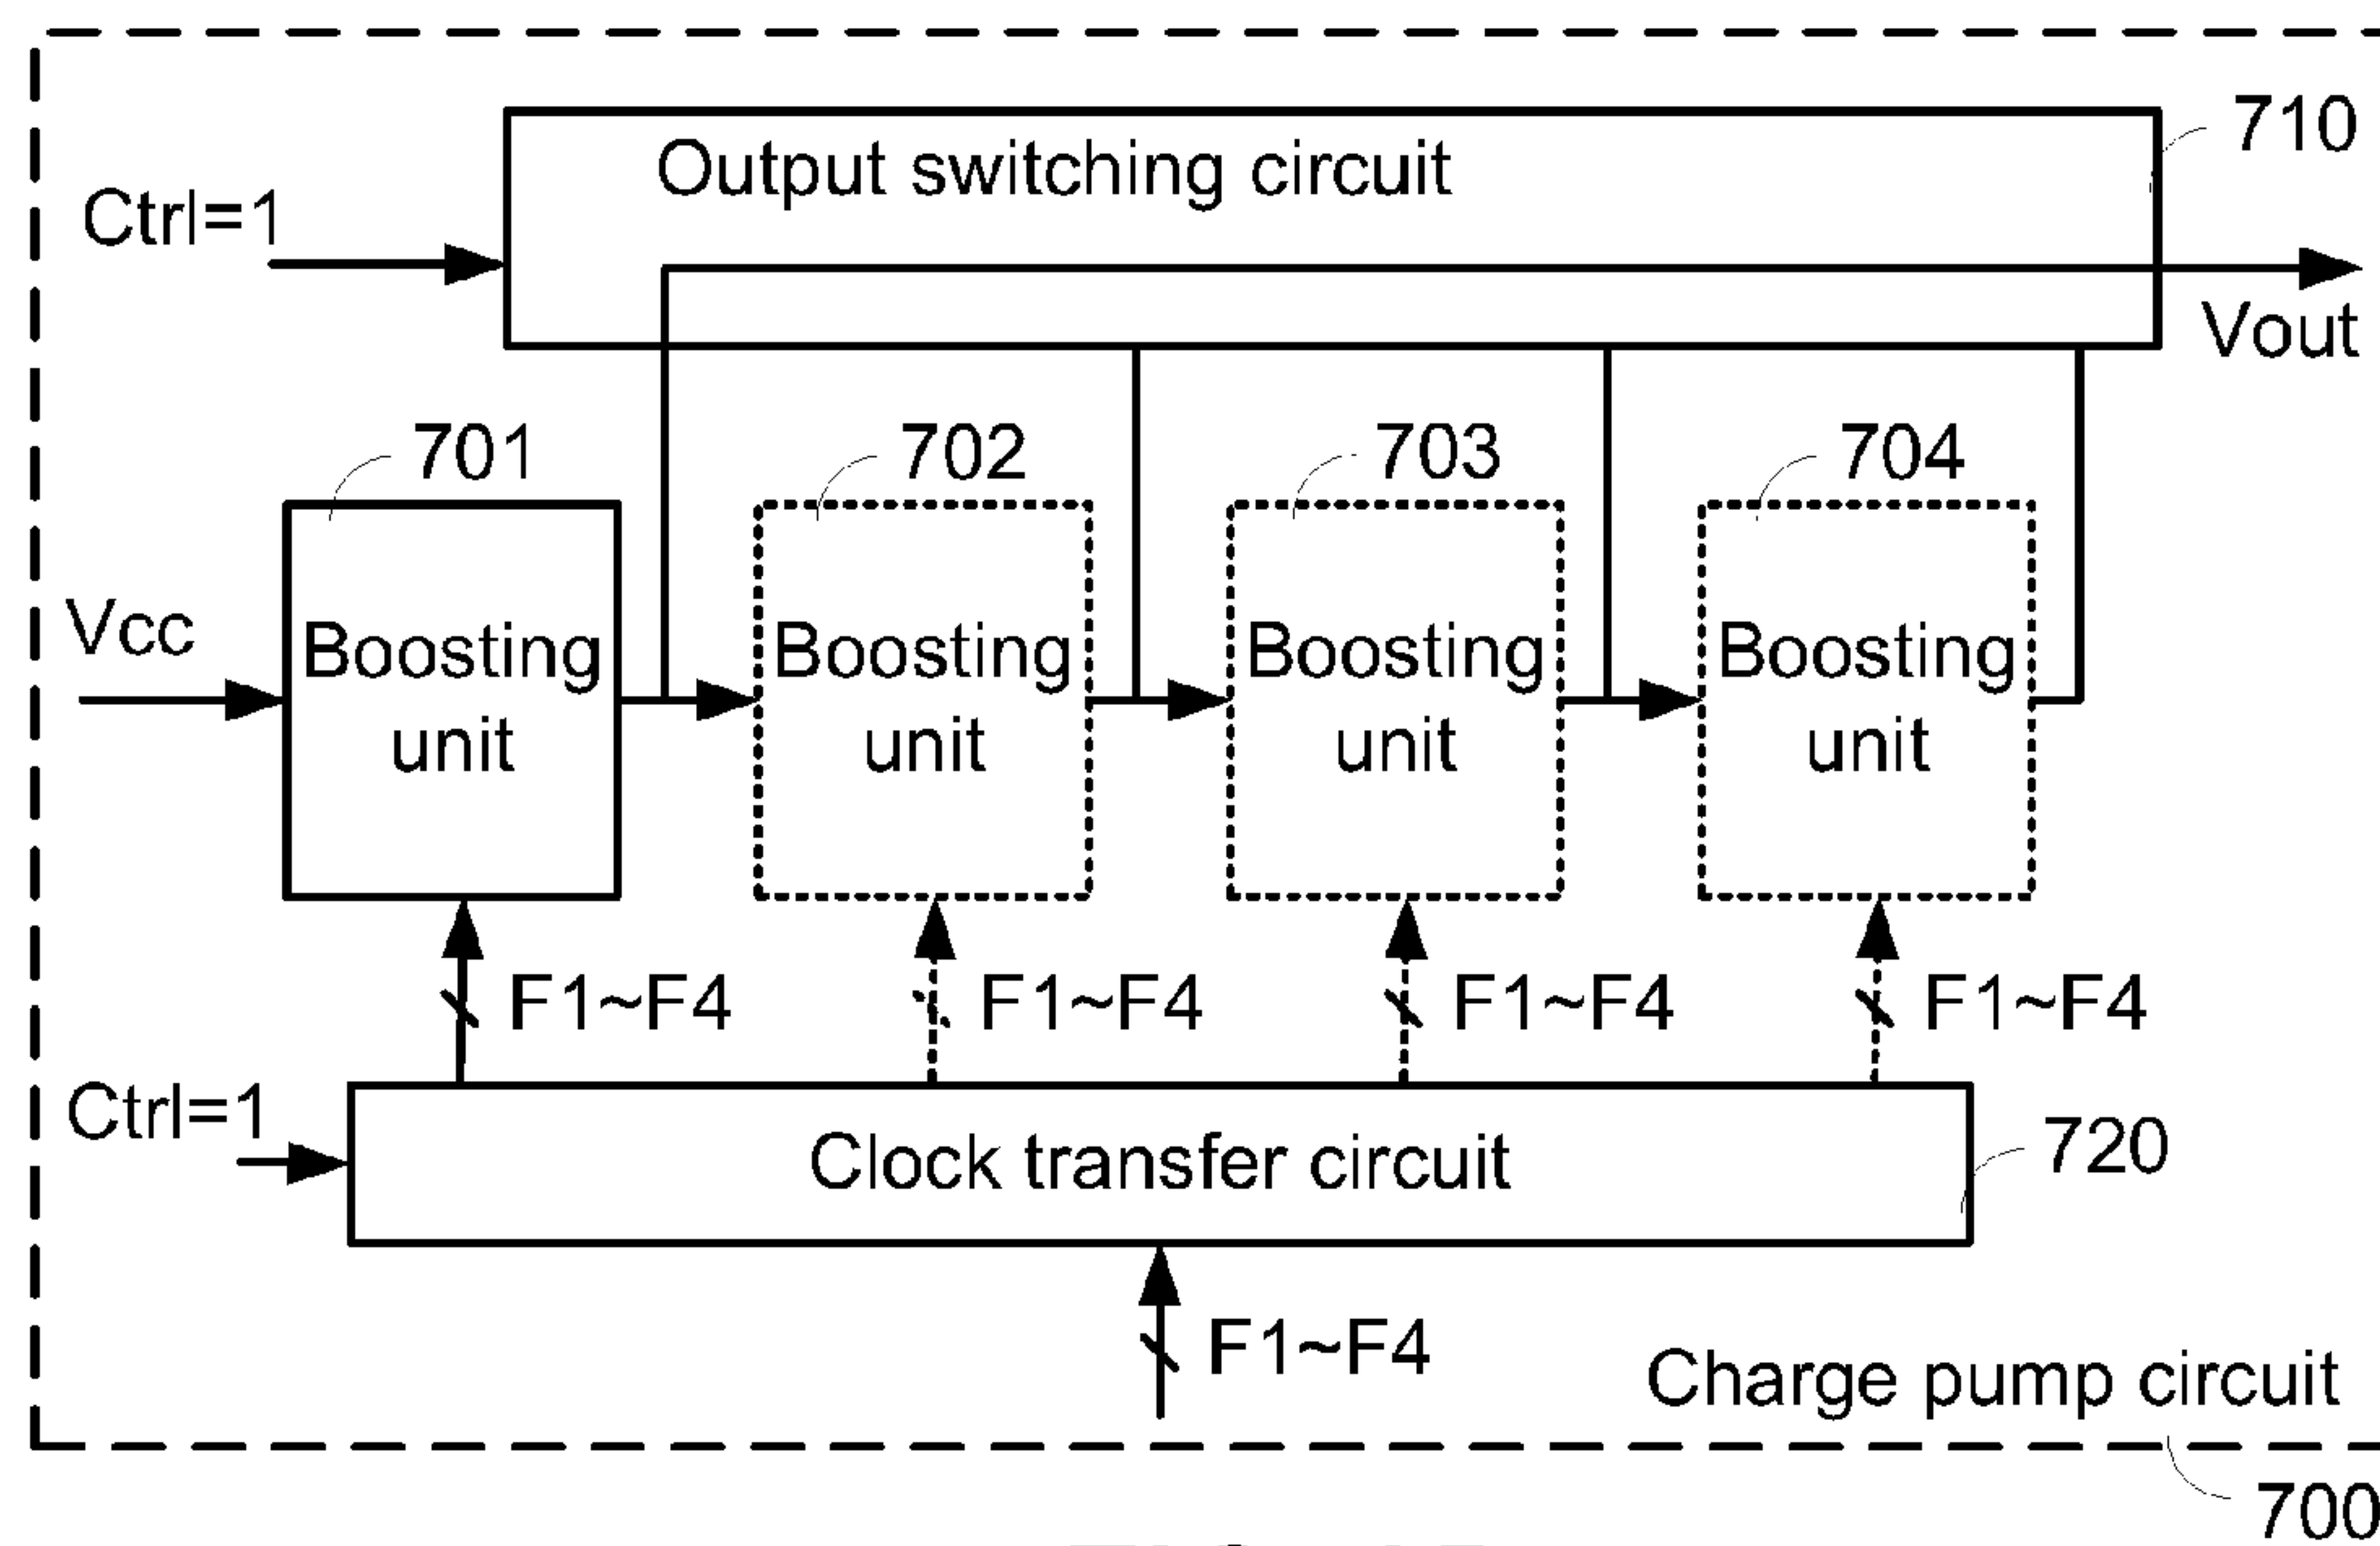 710
Output switching circuit
Ctrl=1
Vout
701
702
703
704
Vcc
Boosting
unit
Boosting
unit
Boosting
unit
Boosting
unit
F1~F4
F1~F4
F1~F4
F1~F4
Ctrl=1
Clock transfer circuit
720
F1~F4
Charge pump circuit
700